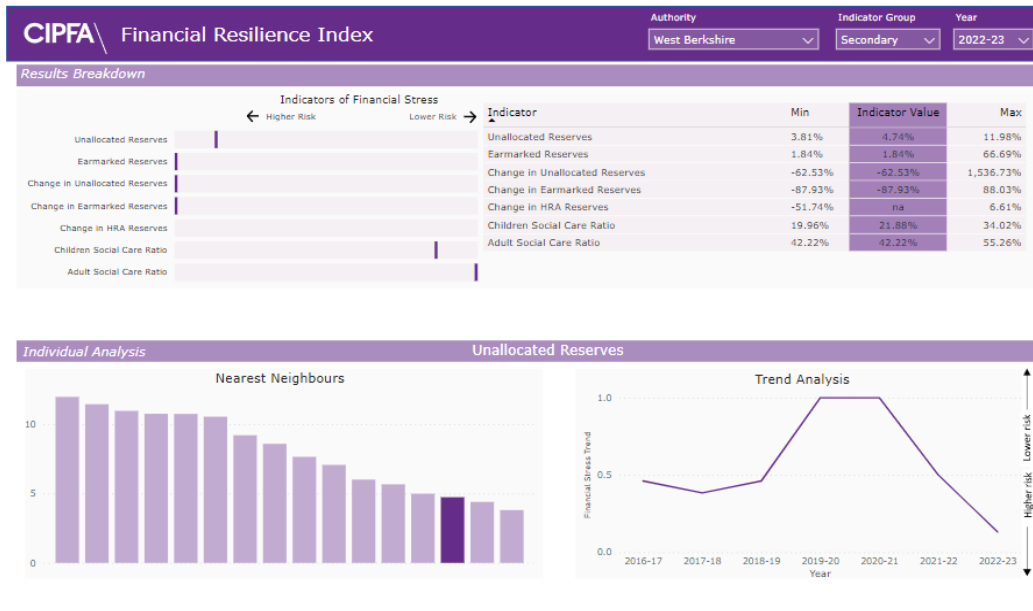 CIPFA\ Financial Resilience Index
Authority Indicator Group Year
West Berkshire Secondary 2022-23
Results Breakdown
Indicators of Financial Stress
← Higher Risk Lower Risk →
Unallocated Reserves
Earmarked Reserves
Change in Unallocated Reserves
Change in Earmarked Reserves
Change in HRA Reserves
Children Social Care Ratio
Adult Social Care Ratio
Indicator Min Indicator Value Max
Unallocated Reserves 3.81% 4.74% 11.98%
Earmarked Reserves 1.84% 1.84% 66.69%
Change in Unallocated Reserves -62.53% -62.53% 1,536.73%
Change in Earmarked Reserves -87.93% -87.93% 88.03%
Change in HRA Reserves -51.74% na 6.61%
Children Social Care Ratio 19.96% 21.88% 34.02%
Adult Social Care Ratio 42.22% 42.22% 55.26%
Individual Analysis Unallocated Reserves
Nearest Neighbours
10
5
0
Trend Analysis
Financial Stress Trend
1.0
0.5
0.0
2016-17 2017-18 2018-19 2019-20 2020-21 2021-22 2022-23
Year
Lower risk
Higher risk